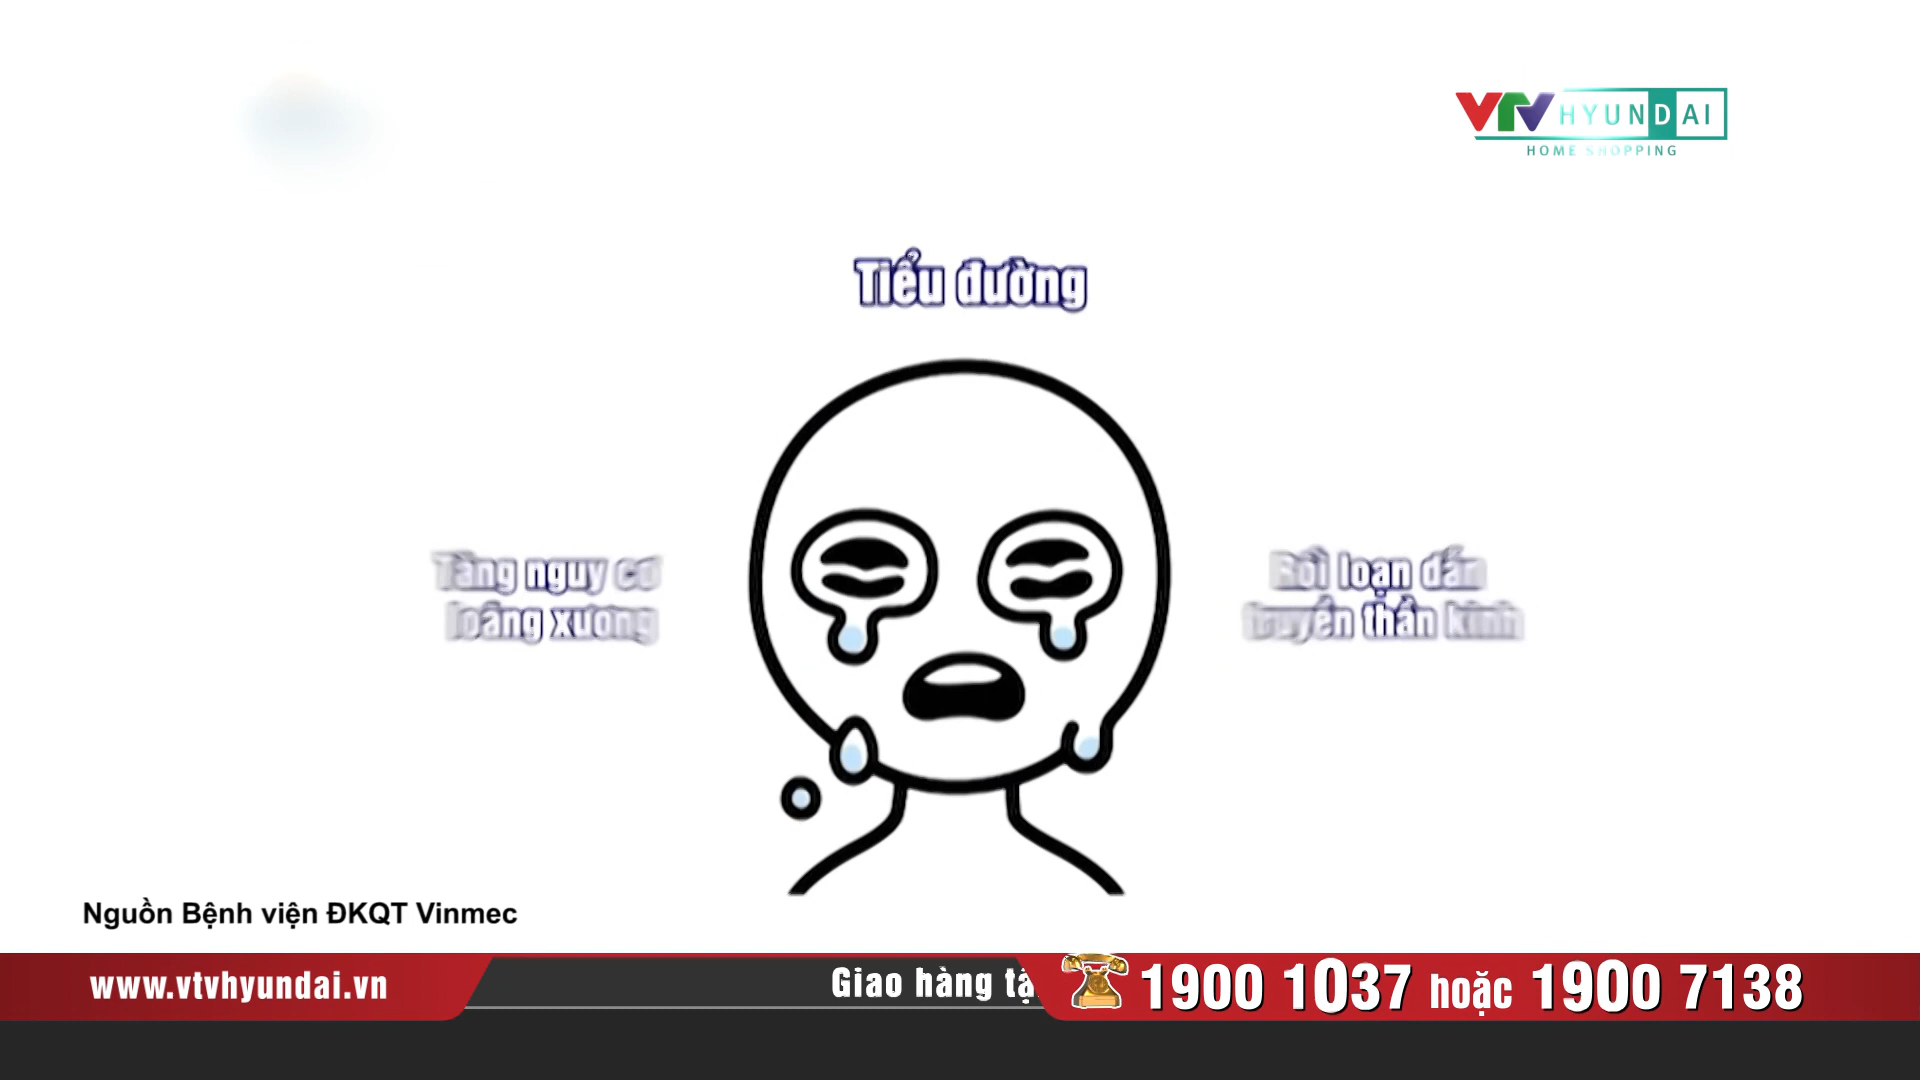 VTV HYUNDAI
HOME SHOPPING
Tiểu đường
Tăng nguy cơ
loãng xương
Rối loạn dẫn
truyền thần kinh
Nguồn Bệnh viện ĐKQT Vinmec
www.vtvhyundai.vn
Giao hàng tậ
1900 1037 hoặc 1900 7138